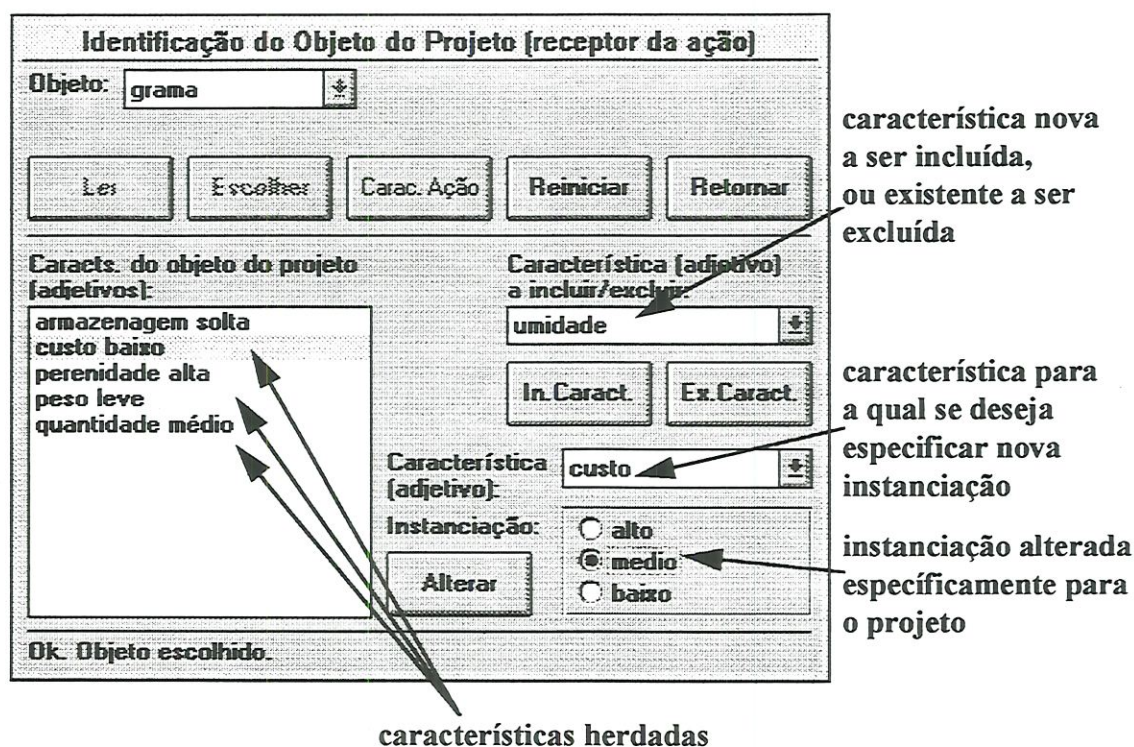 Identificação do Objeto do Projeto (receptor da ação)
Objeto: grama
Ler Escolher Carac. Ação Reiniciar Retornar
Caracts. do objeto do projeto
(adjetivos):
armazenagem solta
custo baixo
perenidade alta
peso leve
quantidade médio
Característica (adjetivo)
a incluir/excluir:
umidade
In.Caract. Ex.Caract.
Característica
(adjetivo):
custo
Instanciação:
alto
medio
baixo
Alterar
Ok. Objeto escolhido.
característica nova
a ser incluída,
ou existente a ser
excluída
característica para
a qual se deseja
especificar nova
instanciação
instanciação alterada
específicamente para
o projeto
características herdadas